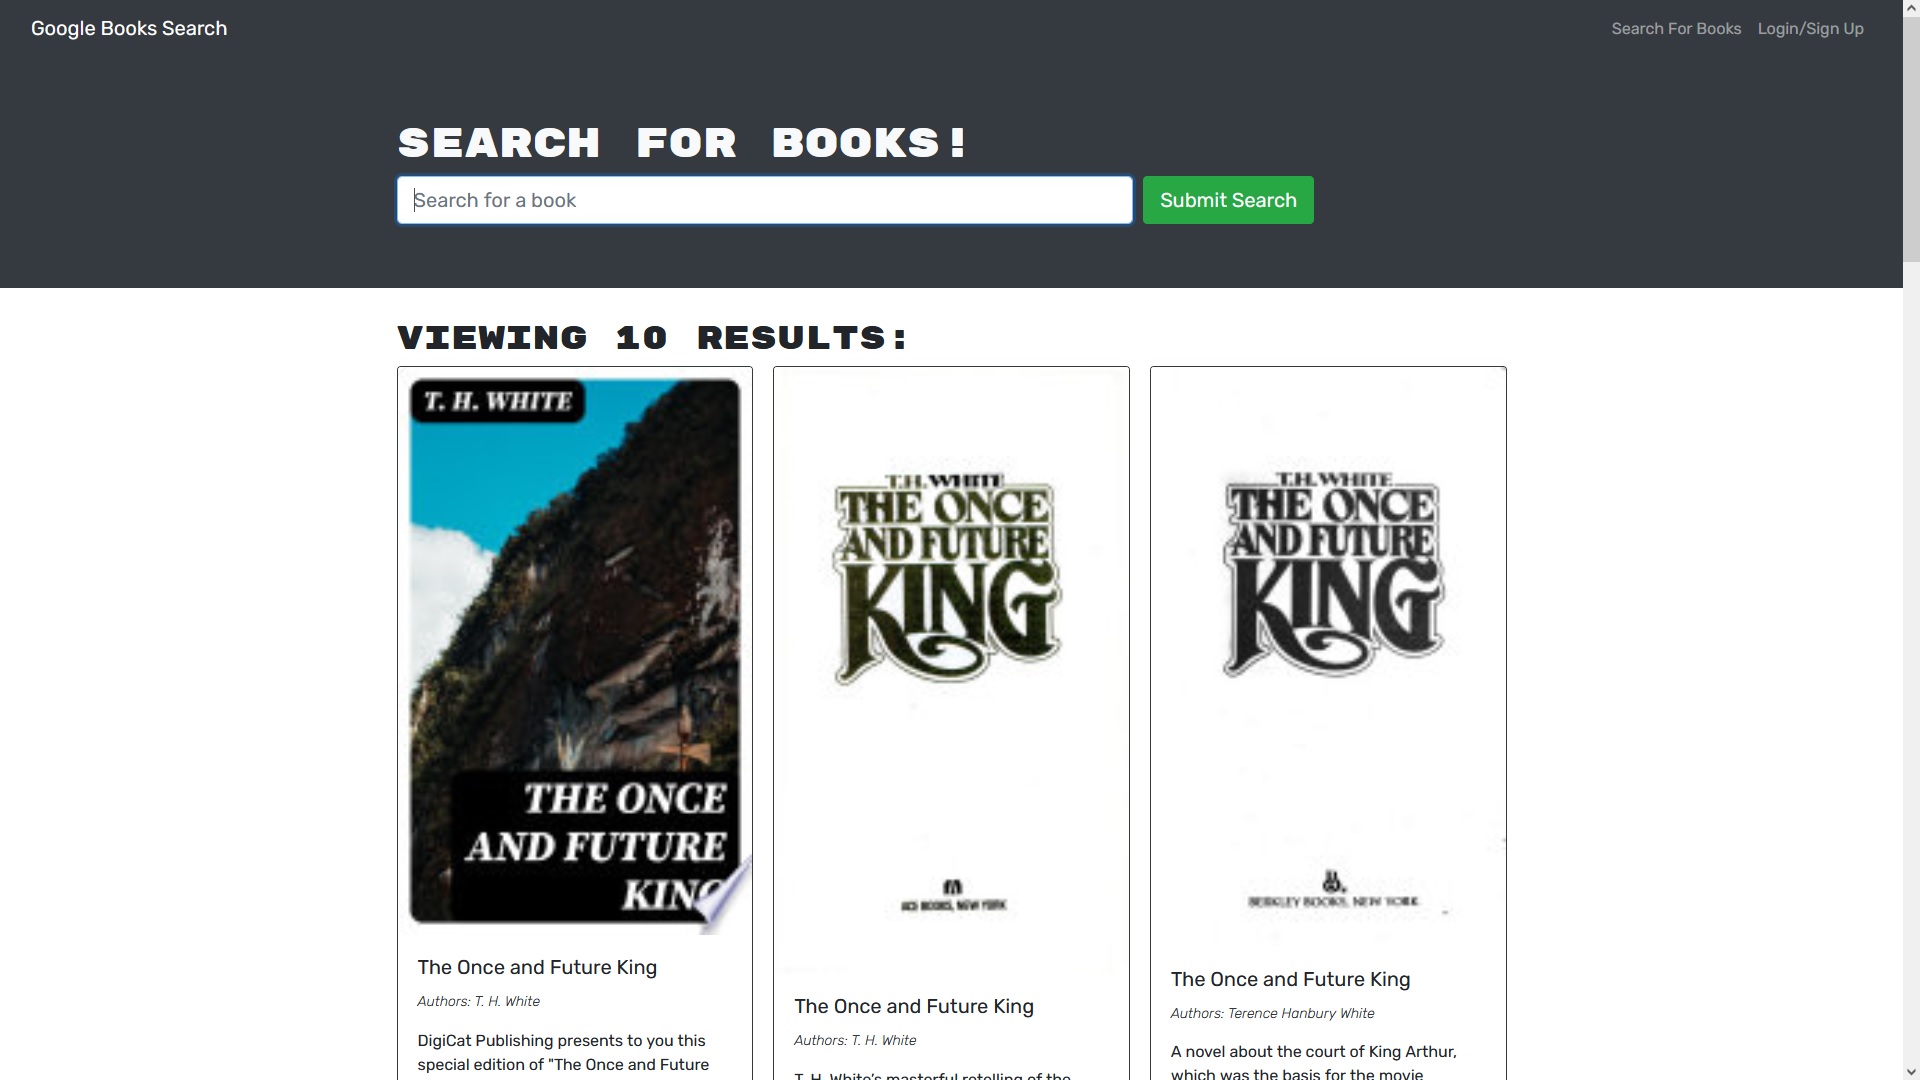 Google Books Search
Search For Books
Login/Sign Up
SEARCH FOR BOOKS!
Search for a book
Submit Search
VIEWING 10 RESULTS:
T. H. WHITE
THE ONCE
AND FUTURE
KING
The Once and Future King
Authors: T. H. White
DigiCat Publishing presents to you this
special edition of "The Once and Future
T.H. WHITE
THE ONCE
AND FUTURE
KING
ACE BOOKS, NEW YORK
The Once and Future King
Authors: T. H. White
T. H. White's masterful retelling of the
T.H. WHITE
THE ONCE
AND FUTURE
KING
BERKLEY BOOKS, NEW YORK
The Once and Future King
Authors: Terence Hanbury White
A novel about the court of King Arthur,
which was the basis for the movie